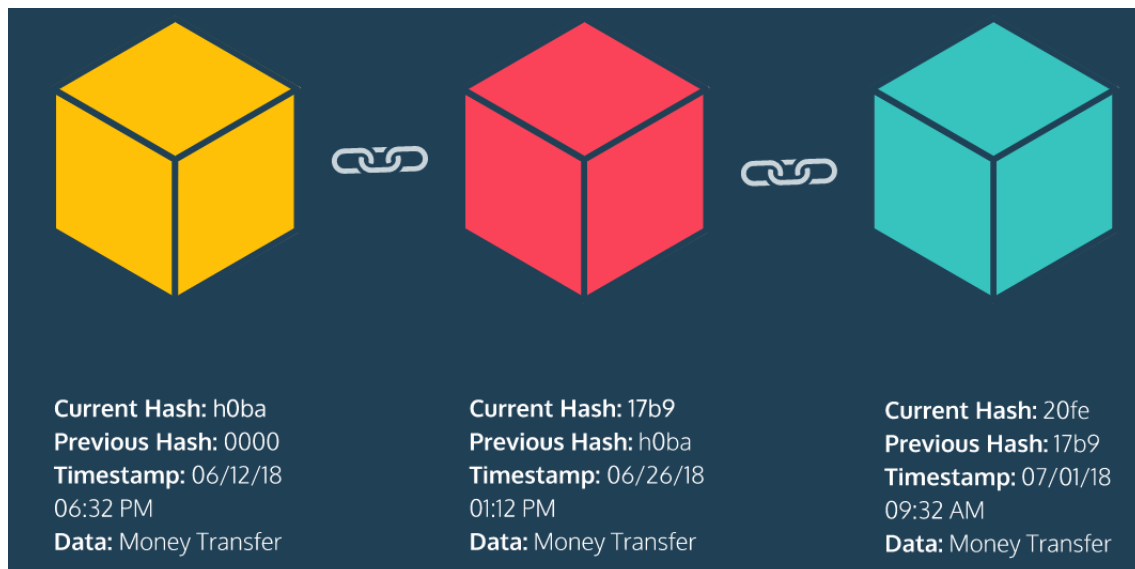 Current Hash: h0ba
Previous Hash: 0000
Timestamp: 06/12/18
06:32 PM
Data: Money Transfer
Current Hash: 17b9
Previous Hash: h0ba
Timestamp: 06/26/18
01:12 PM
Data: Money Transfer
Current Hash: 20fe
Previous Hash: 17b9
Timestamp: 07/01/18
09:32 AM
Data: Money Transfer